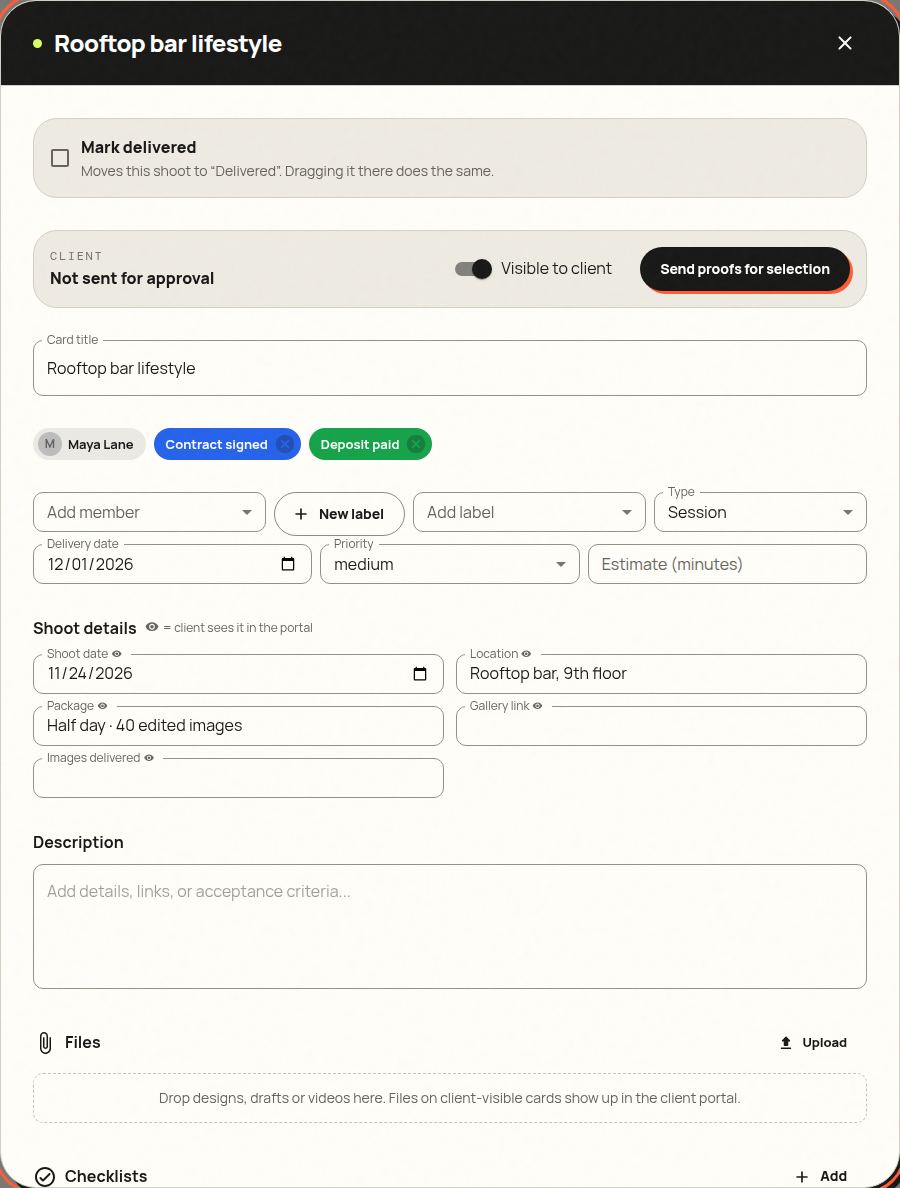 Rooftop bar lifestyle
Mark delivered
Moves this shoot to “Delivered”. Dragging it there does the same.
CLIENT
Not sent for approval
Visible to client
Send proofs for selection
Card title
Rooftop bar lifestyle
M Maya Lane
Contract signed
Deposit paid
Add member
New label
Add label
Type
Session
Delivery date
12/01/2026
Priority
medium
Estimate (minutes)
Shoot details = client sees it in the portal
Shoot date
11/24/2026
Location
Rooftop bar, 9th floor
Package
Half day · 40 edited images
Gallery link
Images delivered
Description
Add details, links, or acceptance criteria...
Files
Upload
Drop designs, drafts or videos here. Files on client-visible cards show up in the client portal.
Checklists
Add